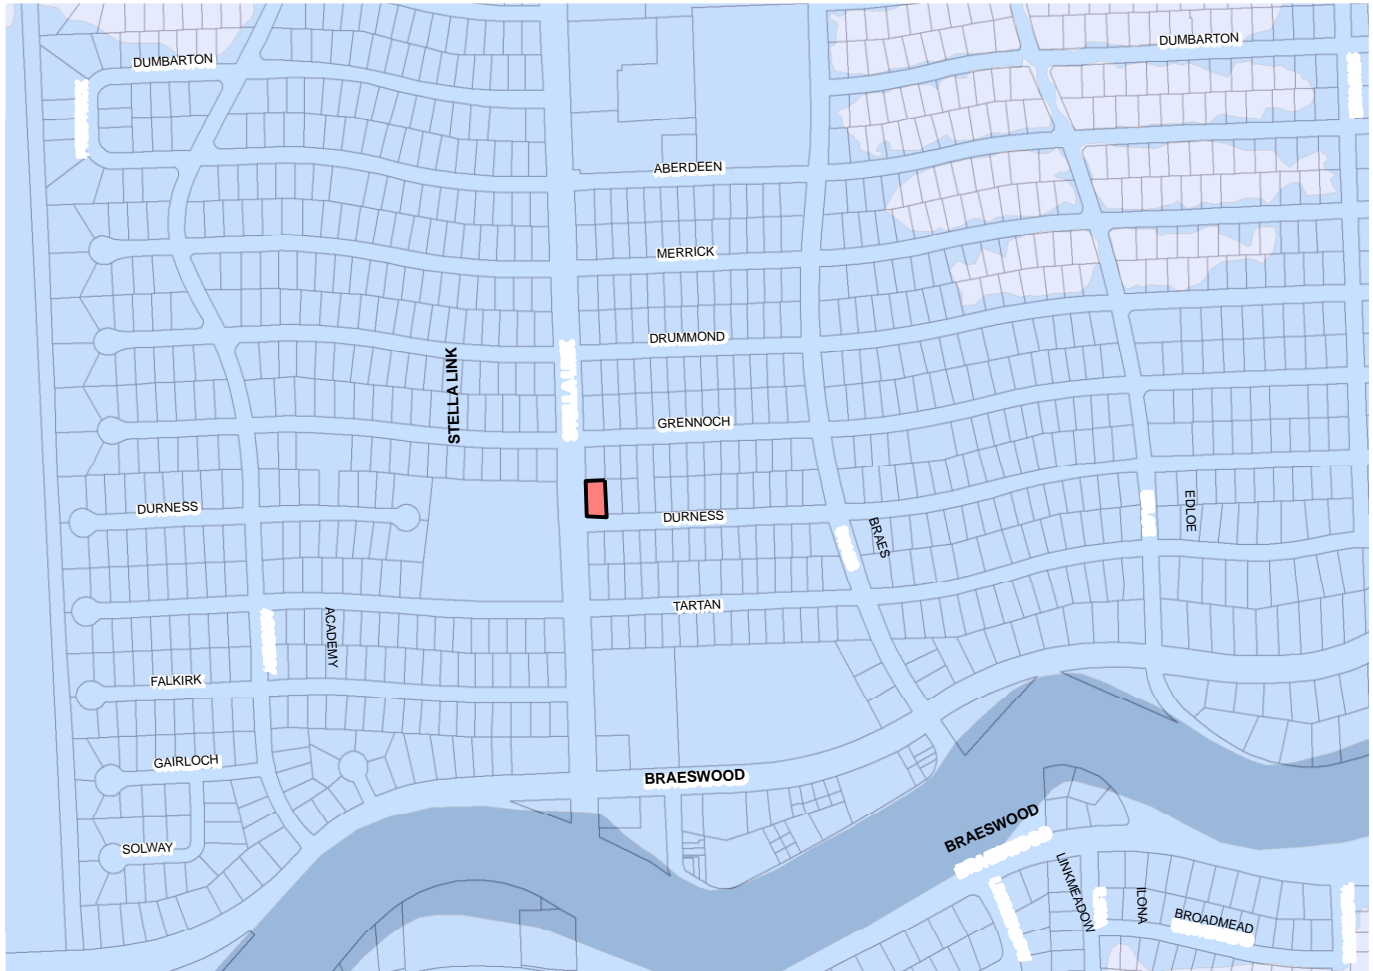 DUMBARTON
DUMBARTON
ABERDEEN
MERRICK
DRUMMOND
STELLA LINK
GRENNOCH
DURNESS
DURNESS
EDLOE
BRAES
TARTAN
ACADEMY
FALKIRK
GAIRLOCH
BRAESWOOD
BRAESWOOD
SOLWAY
LINKMEADOW
ILONA
BROADMEAD